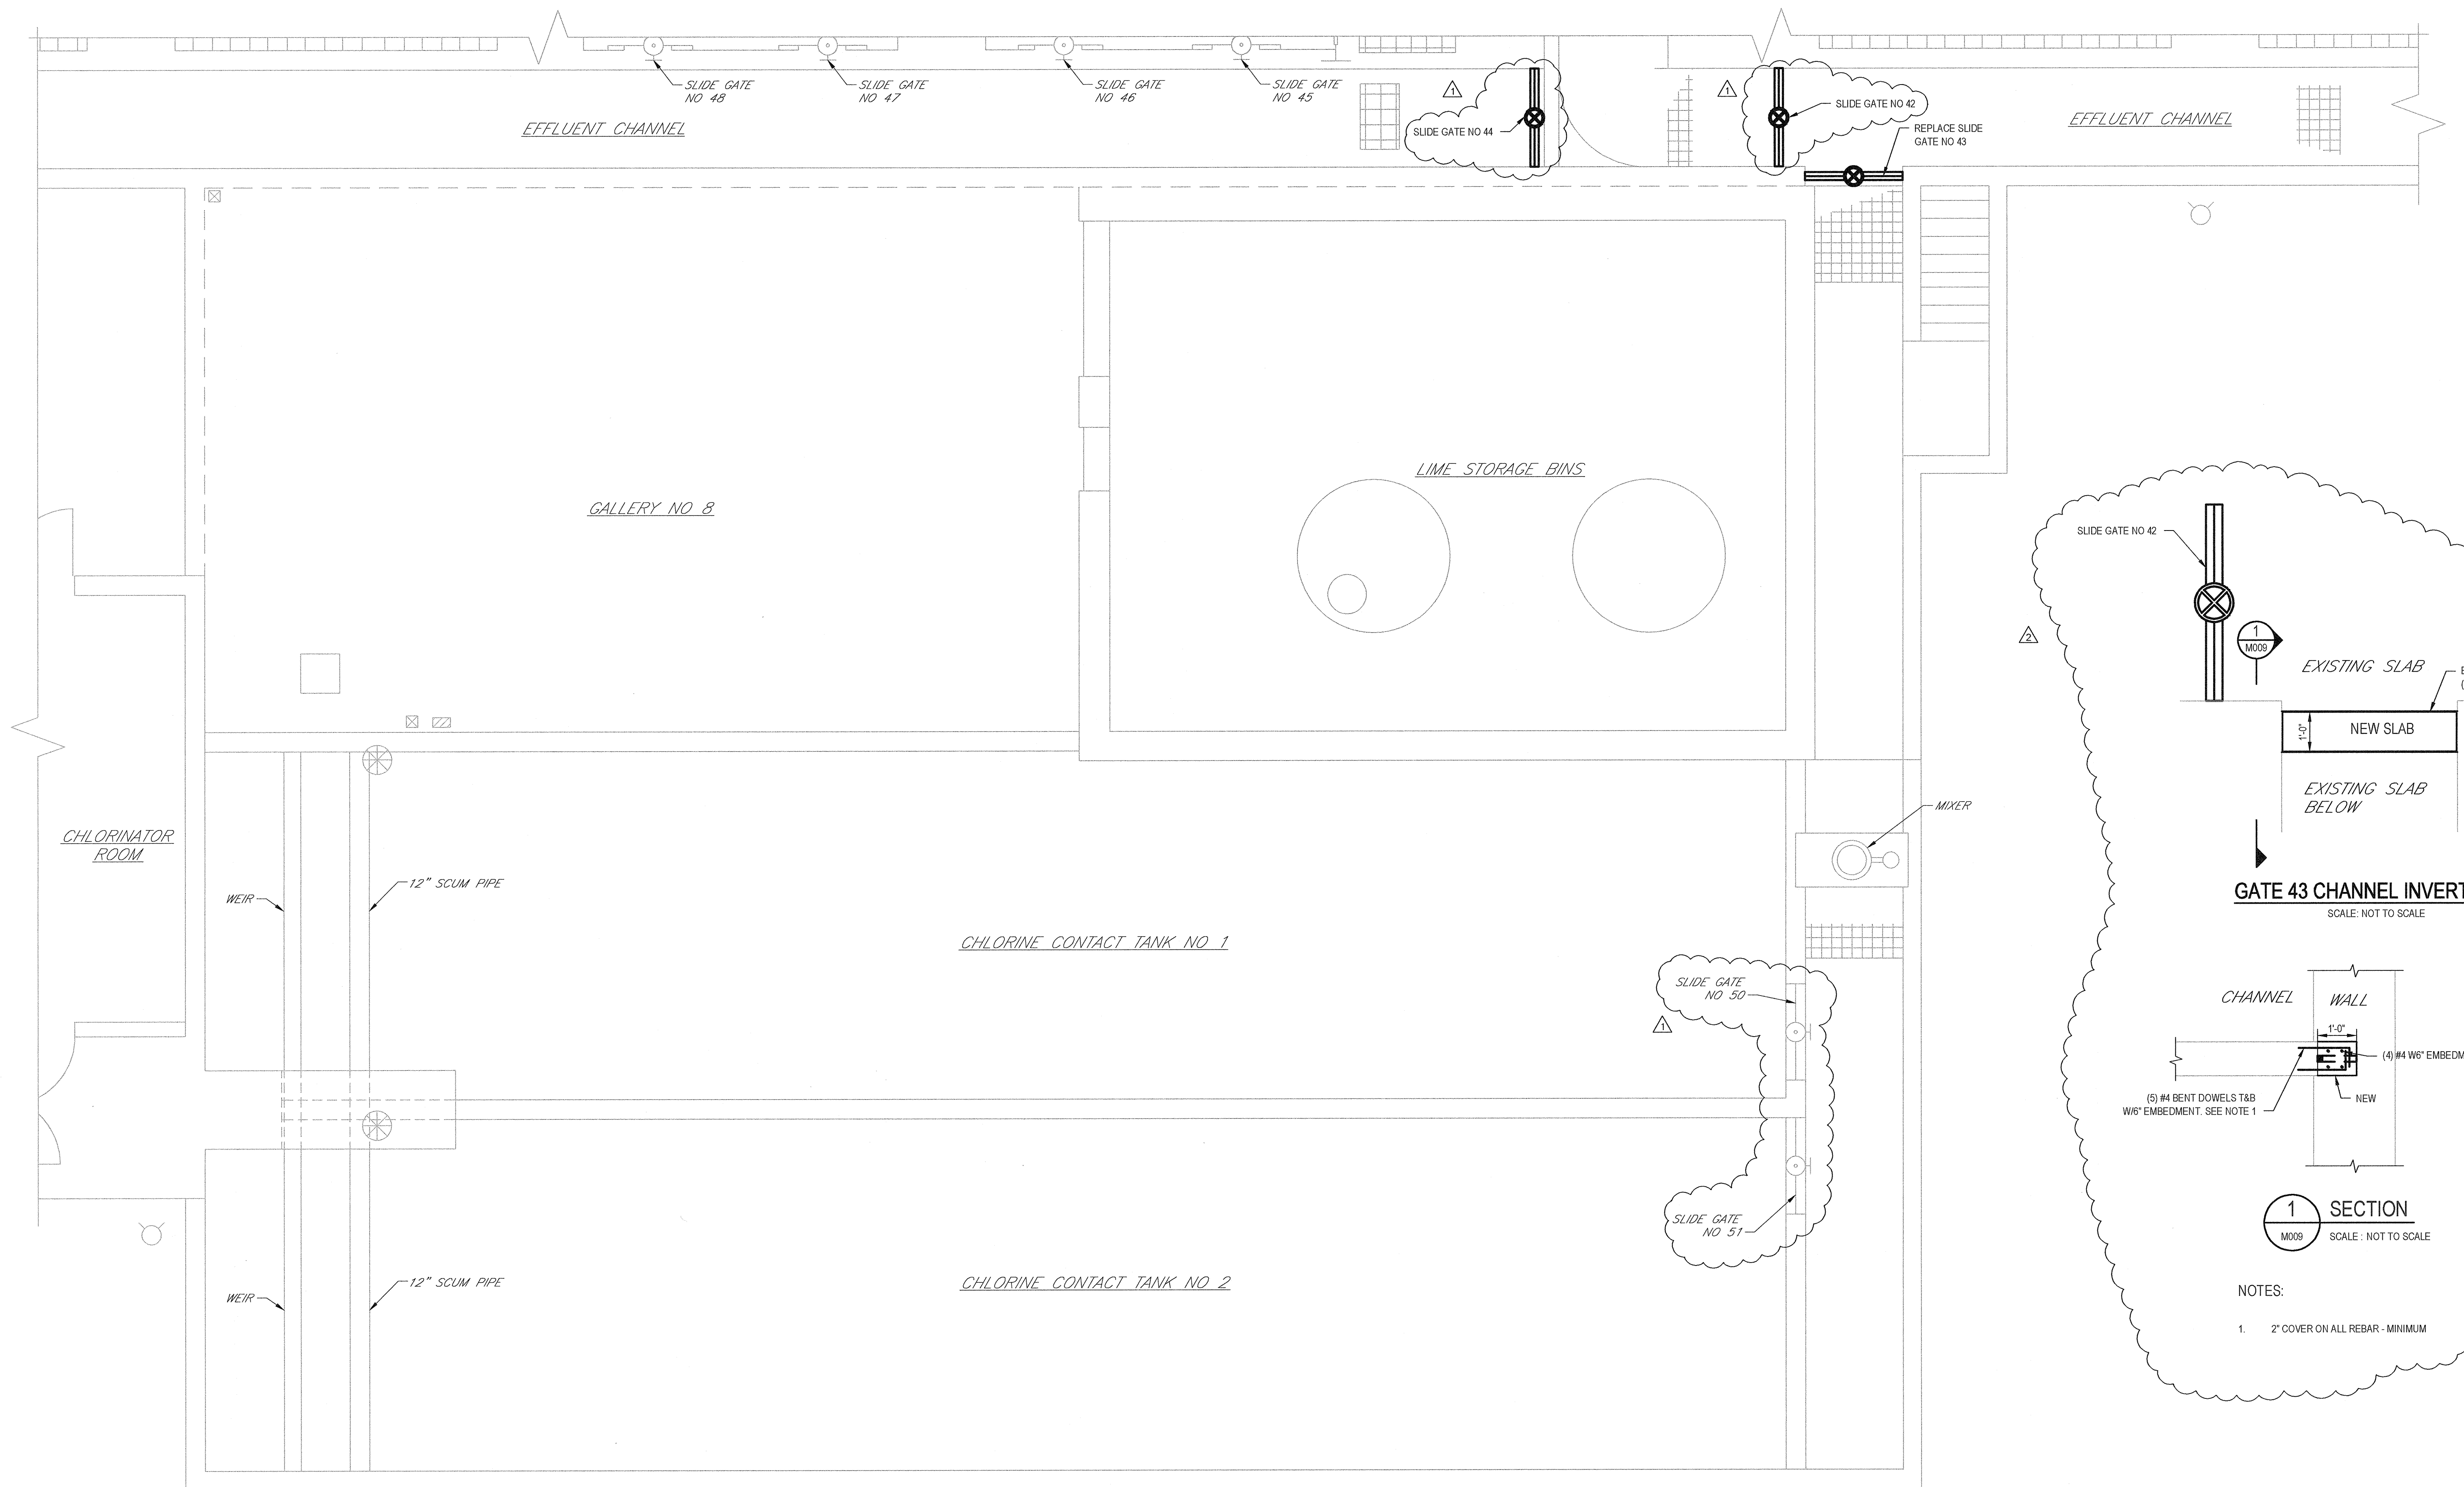 SLIDE GATE
NO 48
SLIDE GATE
NO 47
SLIDE GATE
NO 46
SLIDE GATE
NO 45
EFFLUENT CHANNEL
1
SLIDE GATE NO 44
1
SLIDE GATE NO 42
REPLACE SLIDE
GATE NO 43
EFFLUENT CHANNEL
GALLERY NO 8
LIME STORAGE BINS
CHLORINATOR
ROOM
WEIR
12" SCUM PIPE
CHLORINE CONTACT TANK NO 1
MIXER
SLIDE GATE
NO 50
1
SLIDE GATE
NO 51
WEIR
12" SCUM PIPE
CHLORINE CONTACT TANK NO 2
2
SLIDE GATE NO 42
1
M009
EXISTING SLAB
1'-0"
NEW SLAB
EXISTING SLAB
BELOW
GATE 43 CHANNEL INVERT
SCALE: NOT TO SCALE
CHANNEL
WALL
1'-0"
(4) #4 W6" EMBEDM
(5) #4 BENT DOWELS T&B
W/6" EMBEDMENT. SEE NOTE 1
NEW
1
M009
SECTION
SCALE : NOT TO SCALE
NOTES:
1. 2" COVER ON ALL REBAR - MINIMUM